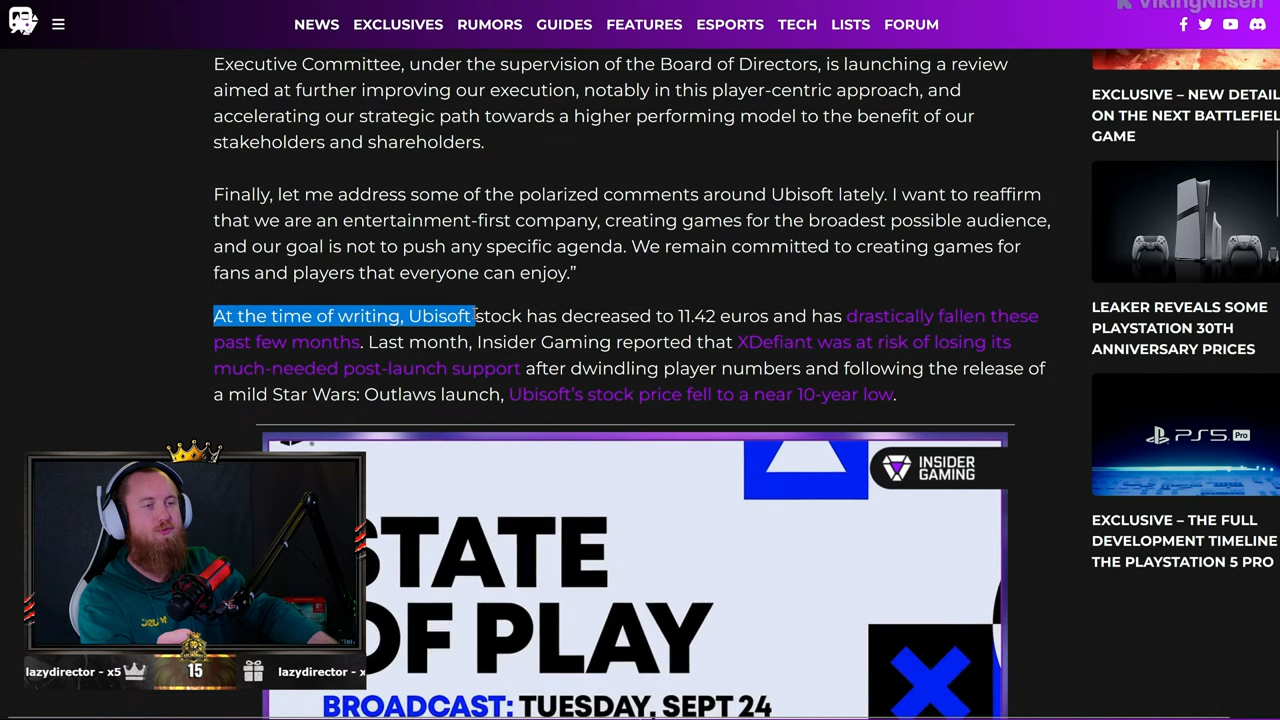 VikingNilsen
NEWS EXCLUSIVES RUMORS GUIDES FEATURES ESPORTS TECH LISTS FORUM
Executive Committee, under the supervision of the Board of Directors, is launching a review
aimed at further improving our execution, notably in this player-centric approach, and
accelerating our strategic path towards a higher performing model to the benefit of our
stakeholders and shareholders.
Finally, let me address some of the polarized comments around Ubisoft lately. I want to reaffirm
that we are an entertainment-first company, creating games for the broadest possible audience,
and our goal is not to push any specific agenda. We remain committed to creating games for
fans and players that everyone can enjoy.”
At the time of writing, Ubisoft stock has decreased to 11.42 euros and has drastically fallen these
past few months. Last month, Insider Gaming reported that XDefiant was at risk of losing its
much-needed post-launch support after dwindling player numbers and following the release of
a mild Star Wars: Outlaws launch, Ubisoft’s stock price fell to a near 10-year low.
INSIDER
GAMING
STATE
OF PLAY
BROADCAST: TUESDAY, SEPT 24
EXCLUSIVE – NEW DETAIL
ON THE NEXT BATTLEFIEL
GAME
LEAKER REVEALS SOME
PLAYSTATION 30TH
ANNIVERSARY PRICES
PS5 Pro
EXCLUSIVE – THE FULL
DEVELOPMENT TIMELINE
THE PLAYSTATION 5 PRO
lazydirector - x5
15
lazydirector - x